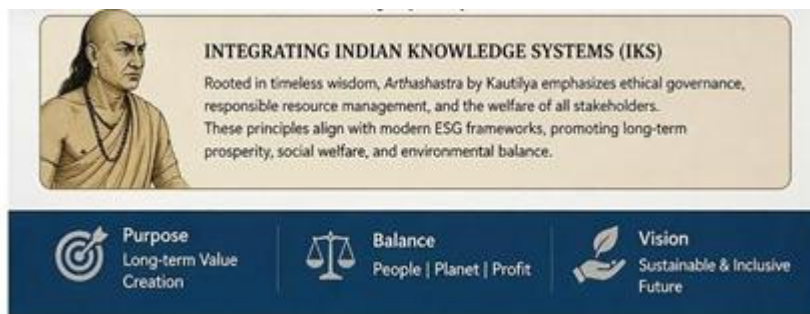 INTEGRATING INDIAN KNOWLEDGE SYSTEMS (IKS)
Rooted in timeless wisdom, Arthashastra by Kautilya emphasizes ethical governance,
responsible resource management, and the welfare of all stakeholders.
These principles align with modern ESG frameworks, promoting long-term
prosperity, social welfare, and environmental balance.
Purpose
Long-term Value
Creation
Balance
People | Planet | Profit
Vision
Sustainable & Inclusive
Future